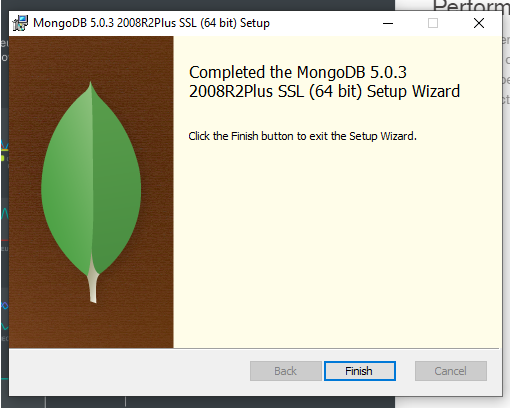 Perform
MongoDB 5.0.3 2008R2Plus SSL (64 bit) Setup
Completed the MongoDB 5.0.3
2008R2Plus SSL (64 bit) Setup Wizard
Click the Finish button to exit the Setup Wizard.
Back
Finish
Cancel